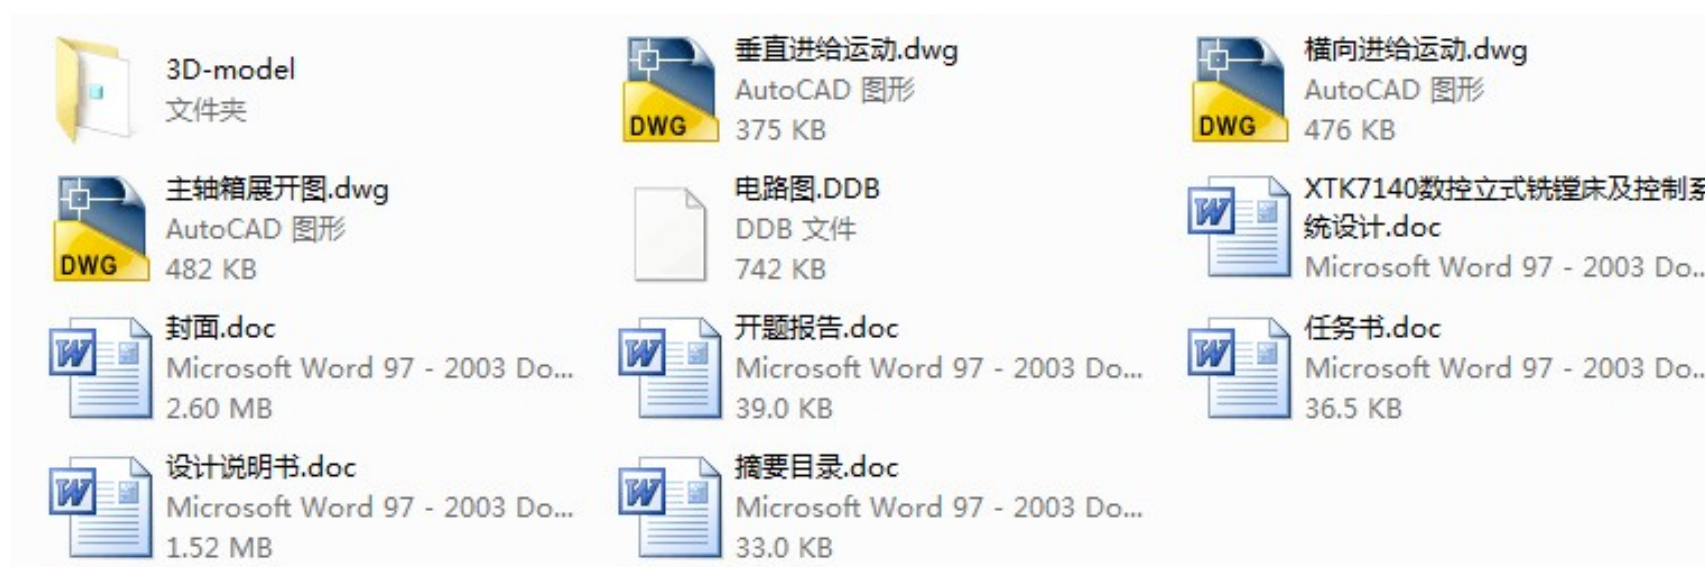 3D-model
文件夹
垂直进给运动.dwg
AutoCAD 图形
375 KB
DWG
横向进给运动.dwg
AutoCAD 图形
476 KB
DWG
主轴箱展开图.dwg
AutoCAD 图形
482 KB
DWG
电路图.DDB
DDB 文件
742 KB
XTK7140数控立式铣镗床及控制系
统设计.doc
Microsoft Word 97 - 2003 Do...
封面.doc
Microsoft Word 97 - 2003 Do...
2.60 MB
开题报告.doc
Microsoft Word 97 - 2003 Do...
39.0 KB
任务书.doc
Microsoft Word 97 - 2003 Do...
36.5 KB
设计说明书.doc
Microsoft Word 97 - 2003 Do...
1.52 MB
摘要目录.doc
Microsoft Word 97 - 2003 Do...
33.0 KB